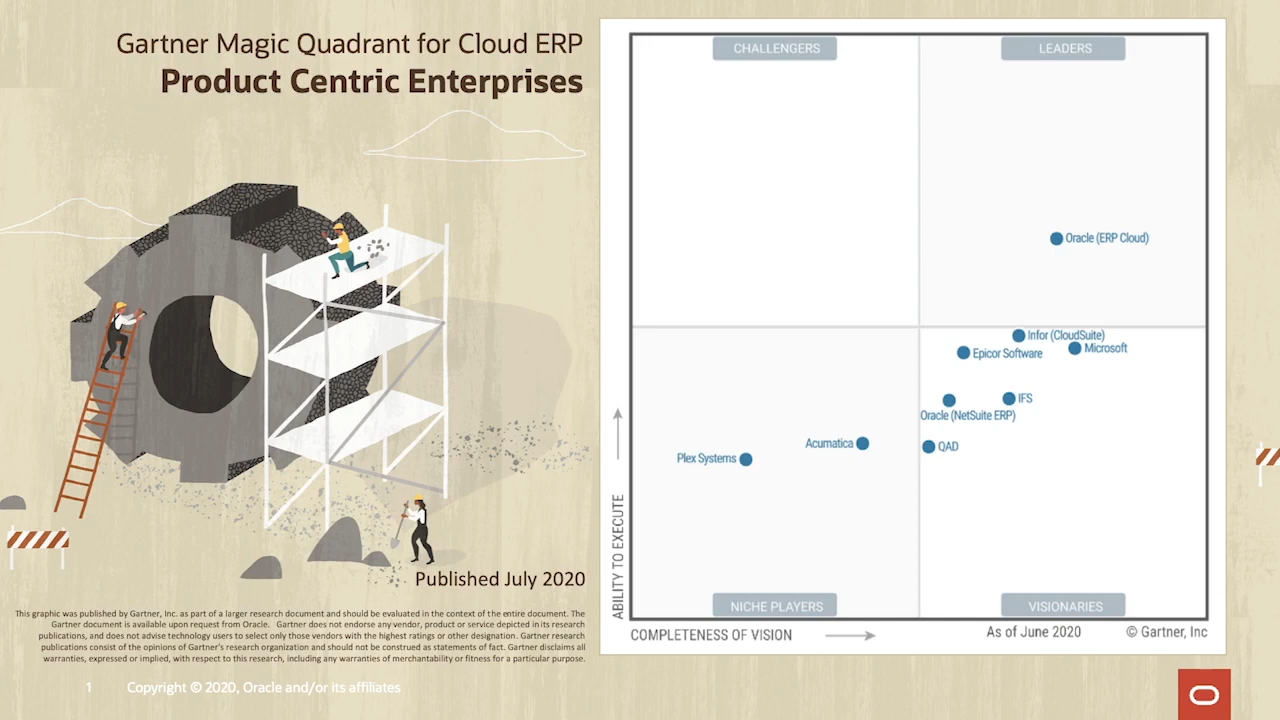 Gartner Magic Quadrant for Cloud ERP
Product Centric Enterprises
Published July 2020
This graphic was published by Gartner, Inc. as part of a larger research document and should be evaluated in the context of the entire document. The
Gartner document is available upon request from Oracle. Gartner does not endorse any vendor, product or service depicted in its research
publications, and does not advise technology users to select only those vendors with the highest ratings or other designation. Gartner research
publications consist of the opinions of Gartner's research organization and should not be construed as statements of fact. Gartner disclaims all
warranties, expressed or implied, with respect to this research, including any warranties of merchantability or fitness for a particular purpose.
1 Copyright © 2020, Oracle and/or its affiliates
CHALLENGERS
LEADERS
Oracle (ERP Cloud)
Infor (CloudSuite)
Microsoft
Epicor Software
IFS
Oracle (NetSuite ERP)
Acumatica
QAD
Plex Systems
ABILITY TO EXECUTE
NICHE PLAYERS
VISIONARIES
COMPLETENESS OF VISION
As of June 2020
© Gartner, Inc